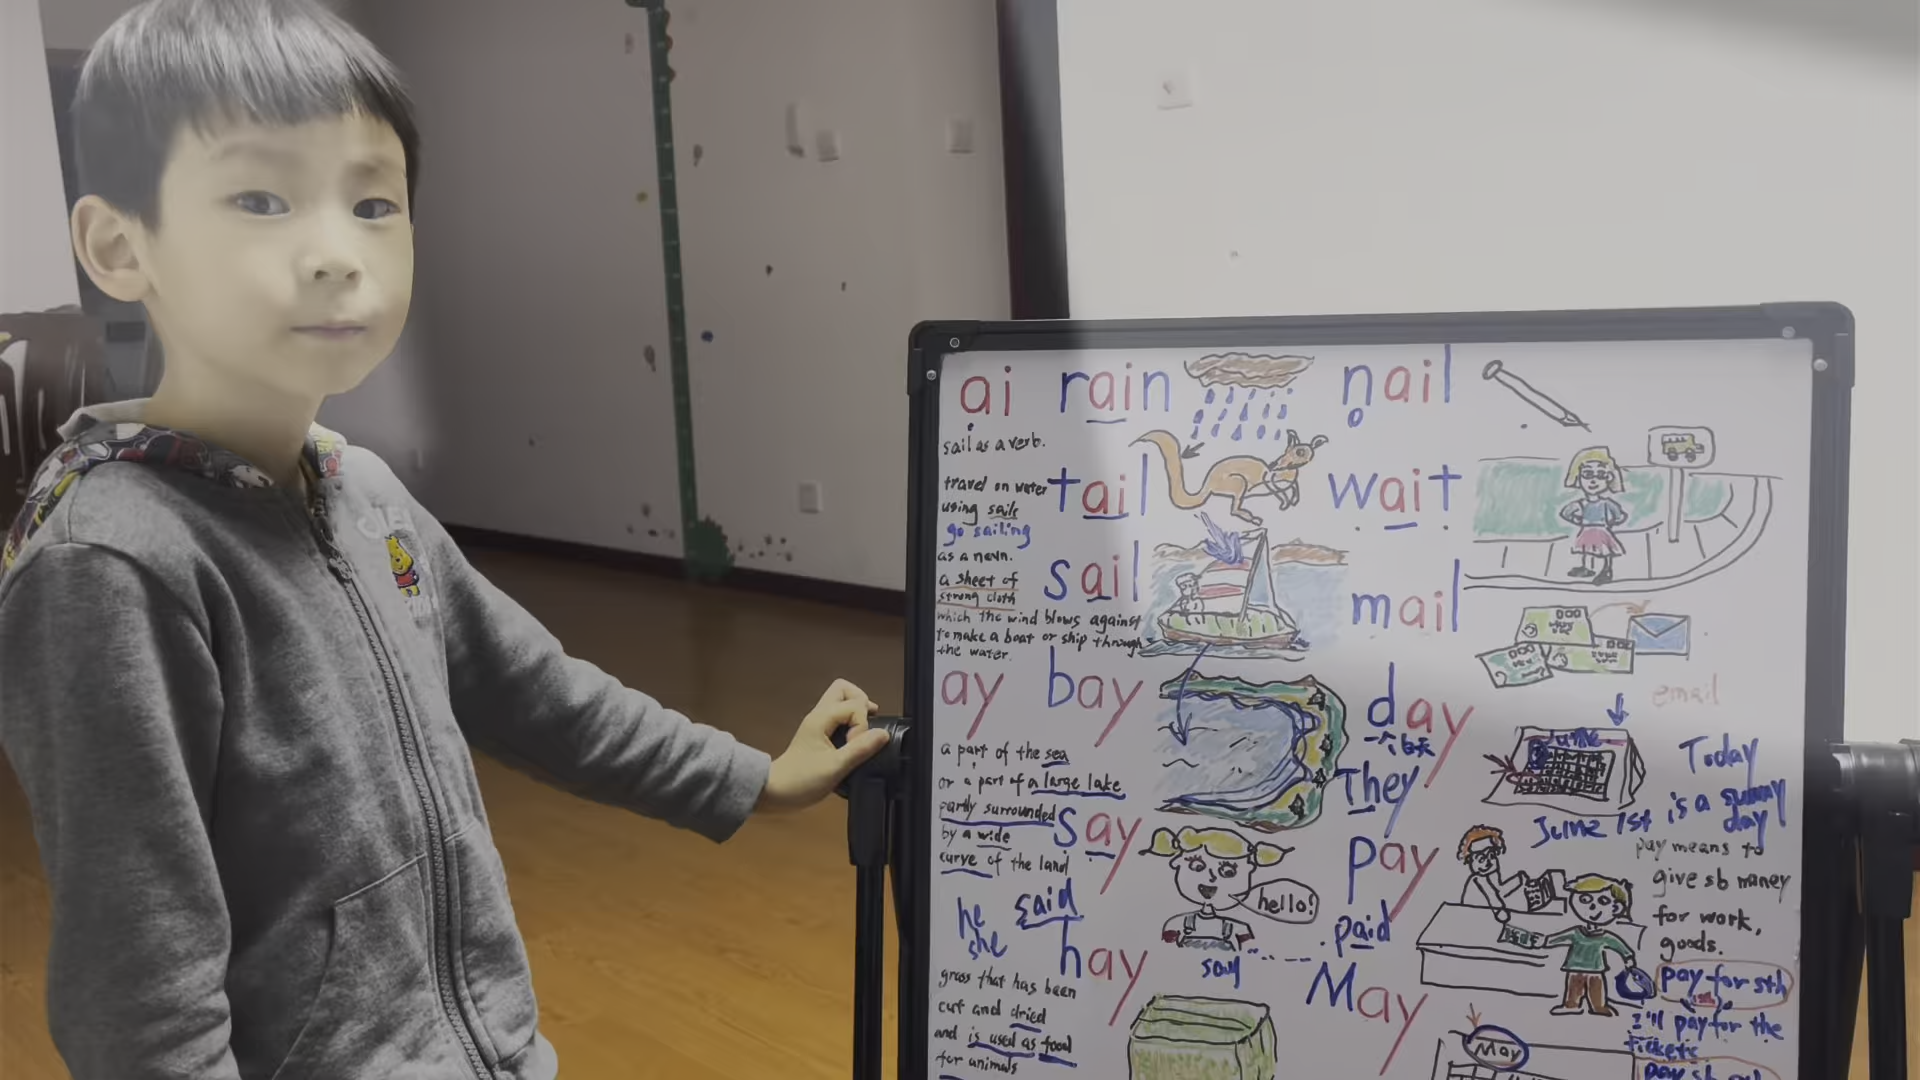 ai rain nail
sail as a verb.
travel on water
using sails
go sailing
tail wait
as a noun.
a sheet of
strong cloth
which the wind blows against
to make a boat or ship through
the water.
sail mail
email
ay bay day
一个白天
a part of the sea
or a part of a large lake
partly surrounded
by a wide
curve of the land
They
Today
is a sunny
day
June 1st
say pay
hello!
pay means to
give sb money
for work,
goods.
he said
she
say
paid
hay May
grass that has been
cut and dried
and is used as food
for animals
pay for sth
I'll pay for the
tickets
May
pay sb